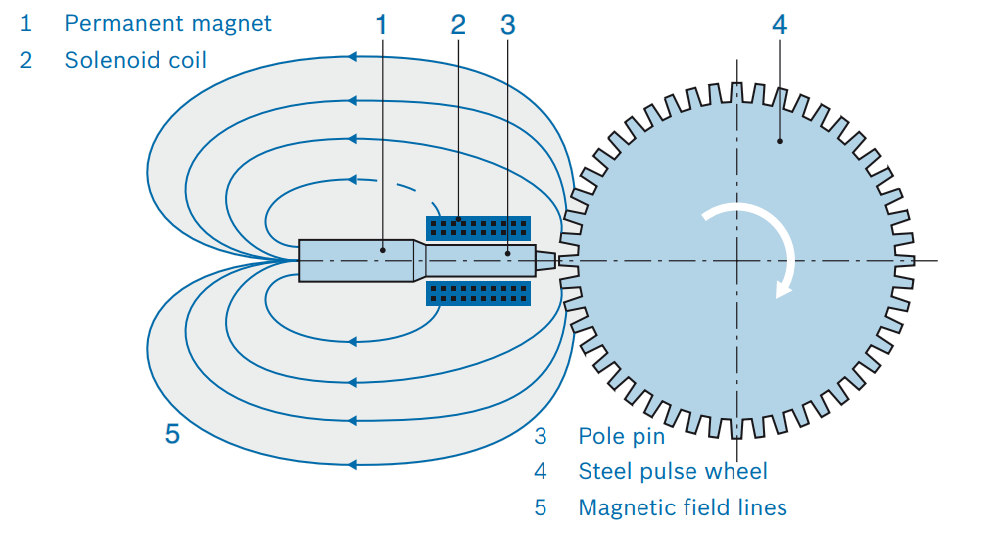 1 Permanent magnet
2 Solenoid coil
1 2 3 4
5
3 Pole pin
4 Steel pulse wheel
5 Magnetic field lines